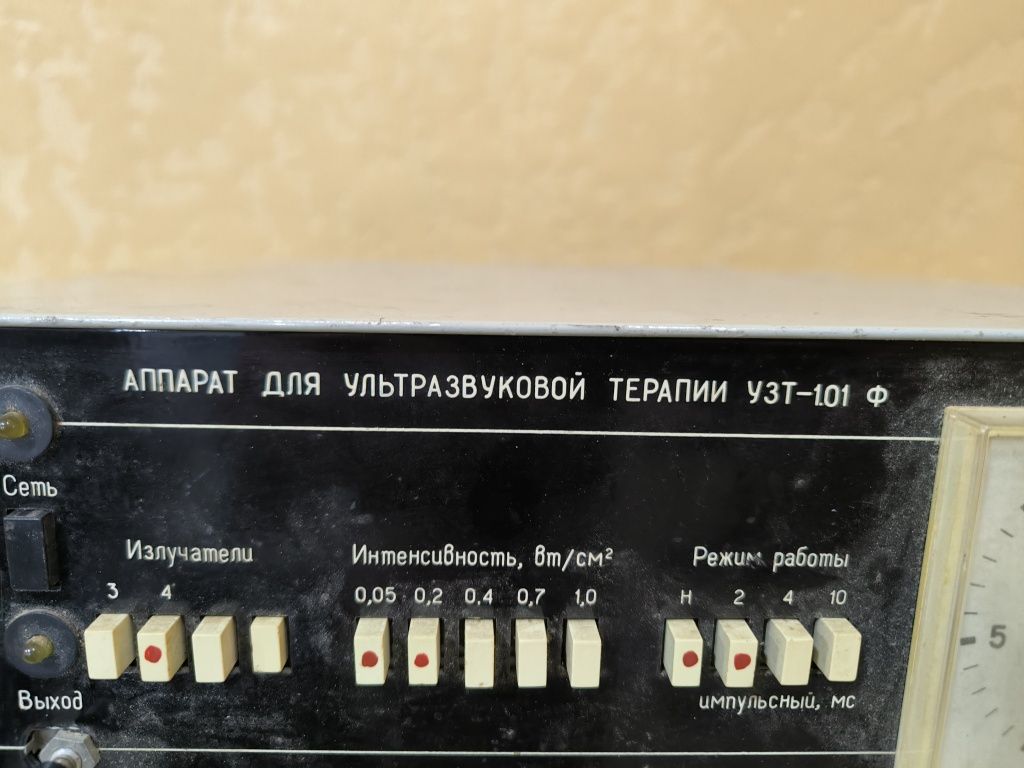 АППАРАТ ДЛЯ УЛЬТРАЗВУКОВОЙ ТЕРАПИИ УЗТ-1.01 Ф
Сеть
Излучатели
3 4
Интенсивность, вт/см²
0,05 0,2 0,4 0,7 1,0
Режим работы
Н 2 4 10
импульсный, мс
Выход
5